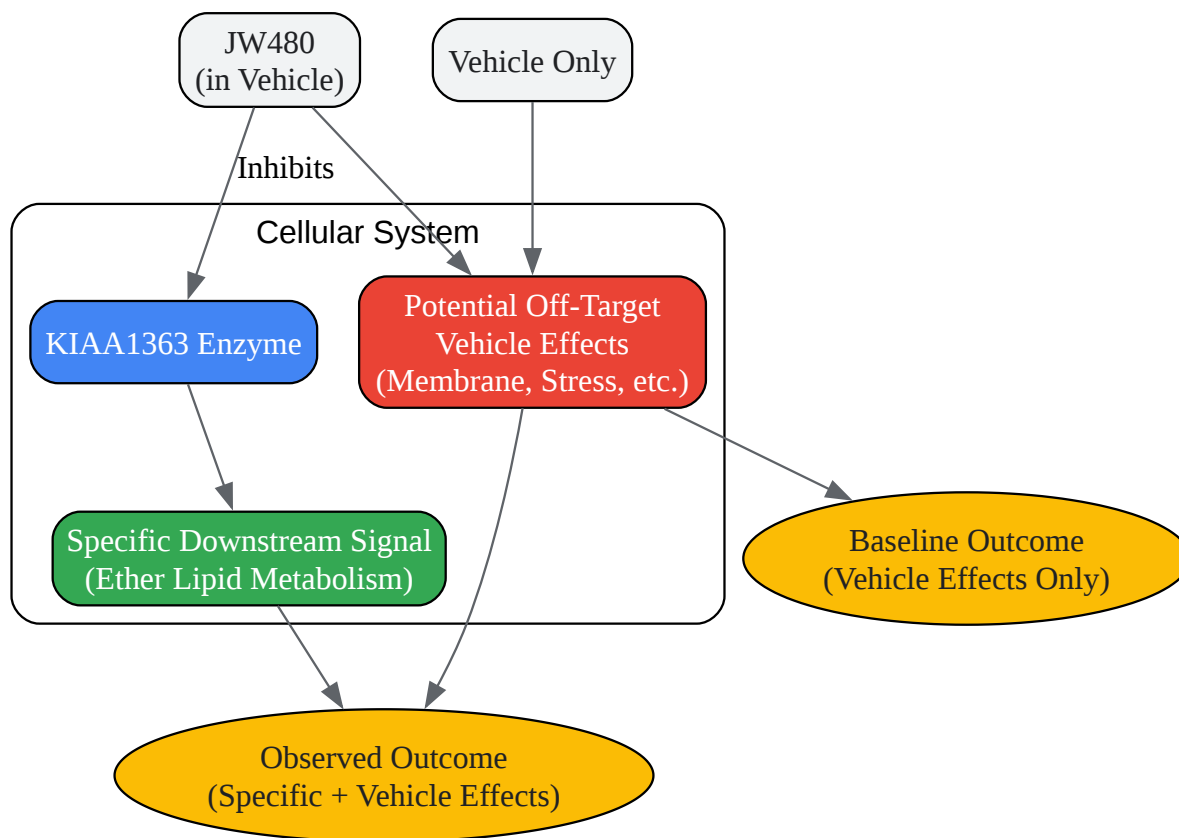 JW480
(in Vehicle)
Vehicle Only
Inhibits
Cellular System
Potential Off-Target
Vehicle Effects
(Membrane, Stress, etc.)
KIAA1363 Enzyme
Specific Downstream Signal
(Ether Lipid Metabolism)
Baseline Outcome
(Vehicle Effects Only)
Observed Outcome
(Specific + Vehicle Effects)